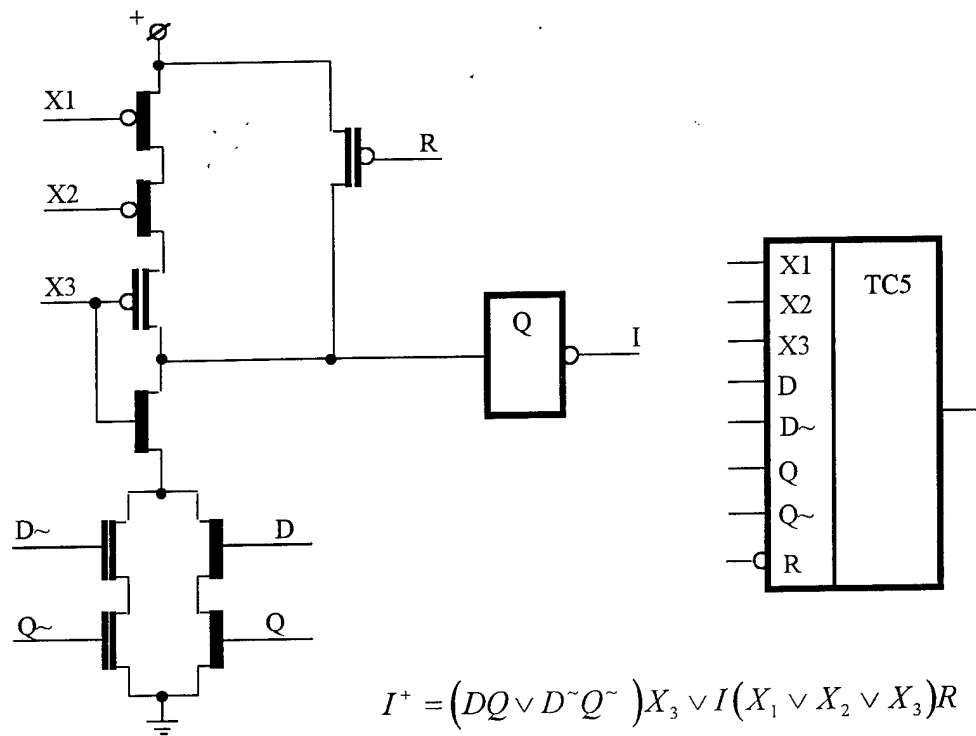 +
X1
X2
X3
R
Q
I
D~
D
Q~
Q
TC5
X1
X2
X3
D
D~
Q
Q~
R
I⁺ = (DQ ∨ D~Q~)X₃ ∨ I(X₁ ∨ X₂ ∨ X₃)R